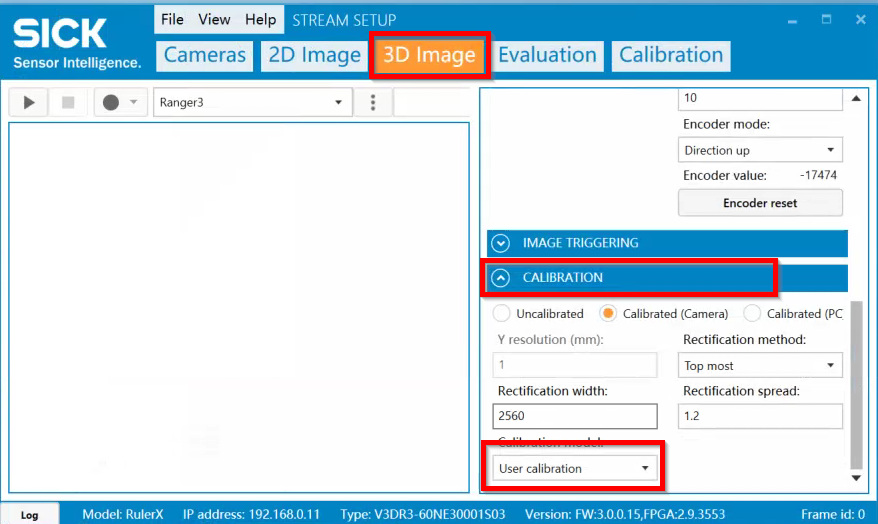 SICK
Sensor Intelligence.
File View Help STREAM SETUP
Cameras 2D Image 3D Image Evaluation Calibration
Ranger3
10
Encoder mode:
Direction up
Encoder value: -17474
Encoder reset
IMAGE TRIGGERING
CALIBRATION
Uncalibrated Calibrated (Camera) Calibrated (PC
Y resolution (mm): Rectification method:
1 Top most
Rectification width: Rectification spread:
2560 1.2
Calibration model:
User calibration
Log Model: RulerX IP address: 192.168.0.11 Type: V3DR3-60NE30001S03 Version: FW:3.0.0.15,FPGA:2.9.3553 Frame id: 0